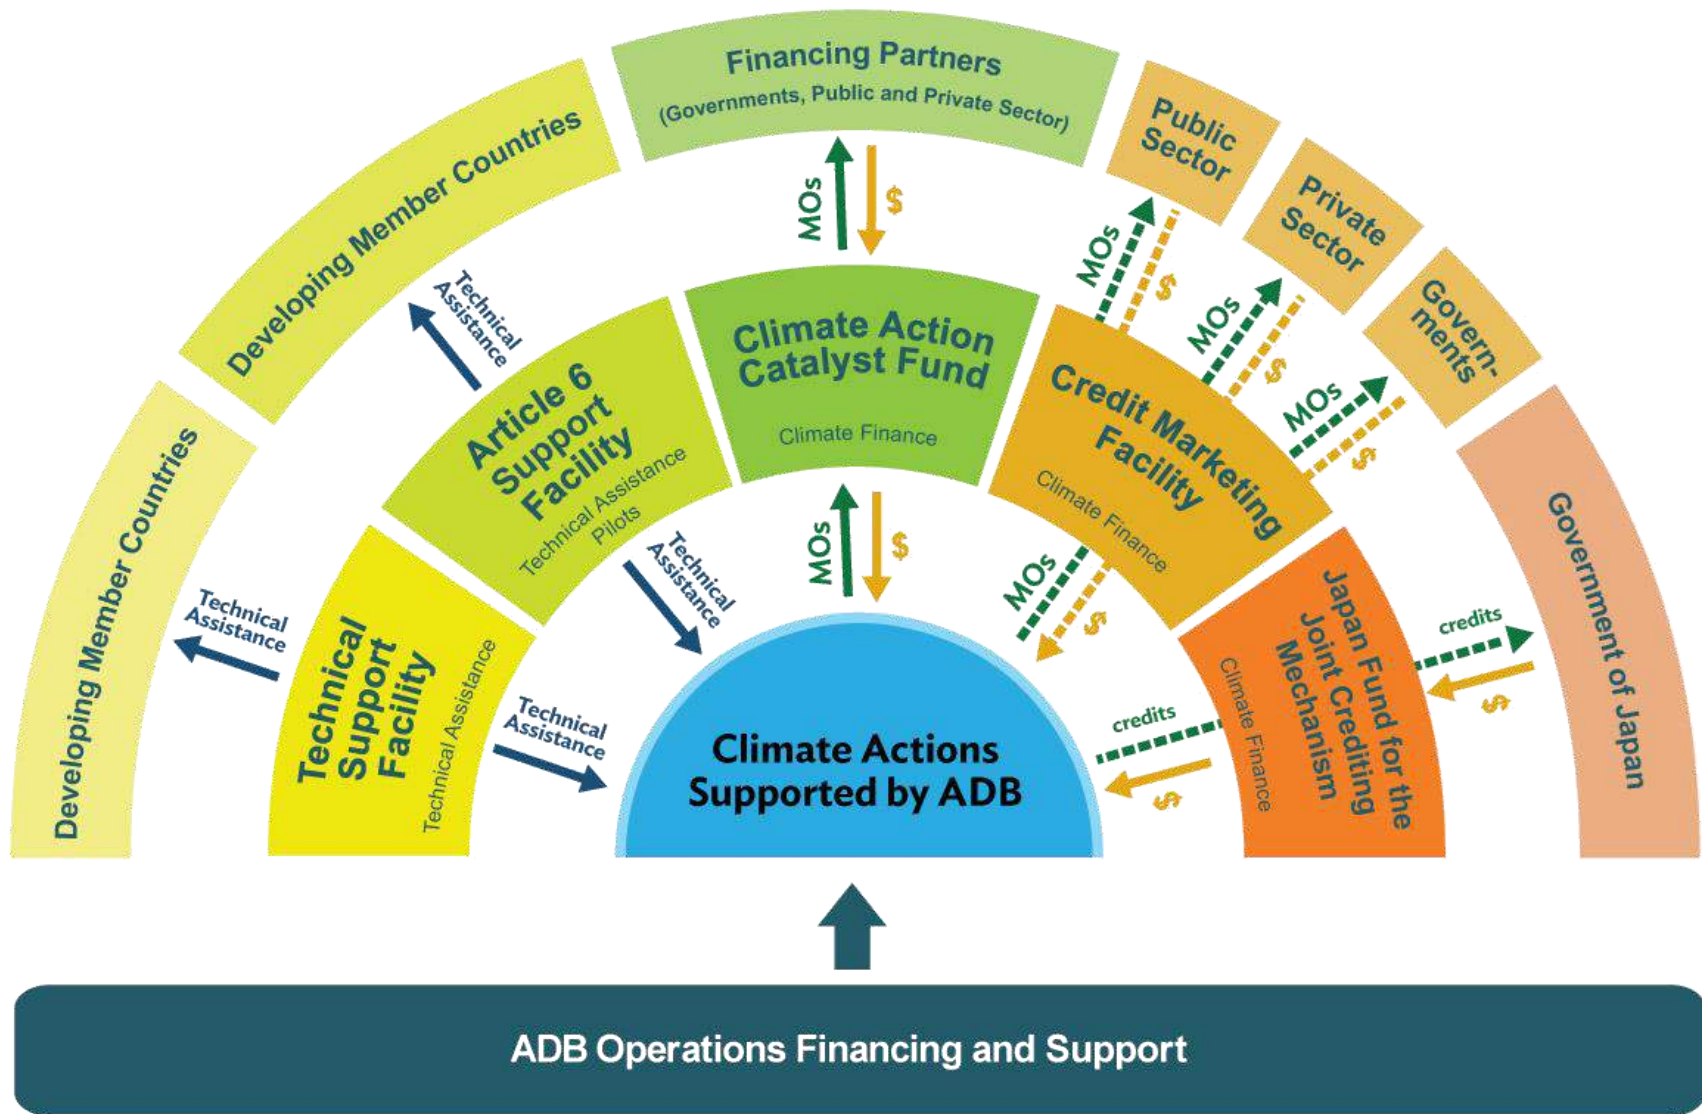 Financing Partners
(Governments, Public and Private Sector)
Developing Member Countries
Developing Member Countries
Public
Sector
Private
Sector
Govern-
ments
Government of Japan
MOs
$
MOs
$
MOs
$
MOs
$
Technical
Assistance
Technical
Assistance
credits
$
Climate Action
Catalyst Fund
Climate Finance
Article 6
Support
Facility
Technical Assistance
Pilots
Credit Marketing
Facility
Climate Finance
Technical
Support
Facility
Technical Assistance
Japan Fund for the
Joint Crediting
Mechanism
Climate Finance
Technical
Assistance
Technical
Assistance
MOs
$
MOs
$
credits
$
Climate Actions
Supported by ADB
ADB Operations Financing and Support